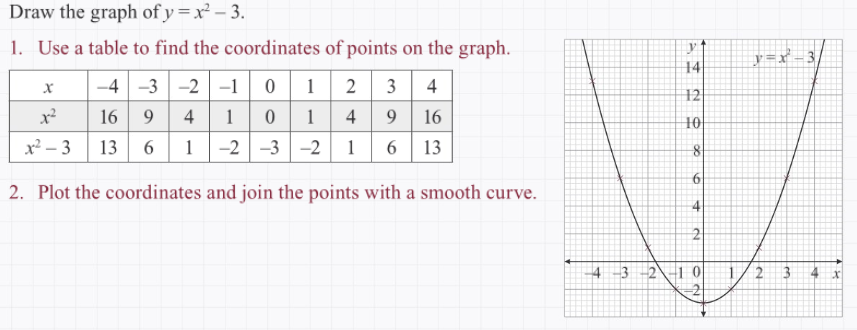 Draw the graph of y = x² – 3.
1. Use a table to find the coordinates of points on the graph.
x –4 –3 –2 –1 0 1 2 3 4
x² 16 9 4 1 0 1 4 9 16
x² – 3 13 6 1 –2 –3 –2 1 6 13
2. Plot the coordinates and join the points with a smooth curve.
y
y = x² – 3
14
12
10
8
6
4
2
–4 –3 –2 –1 0 1 2 3 4 x
–2